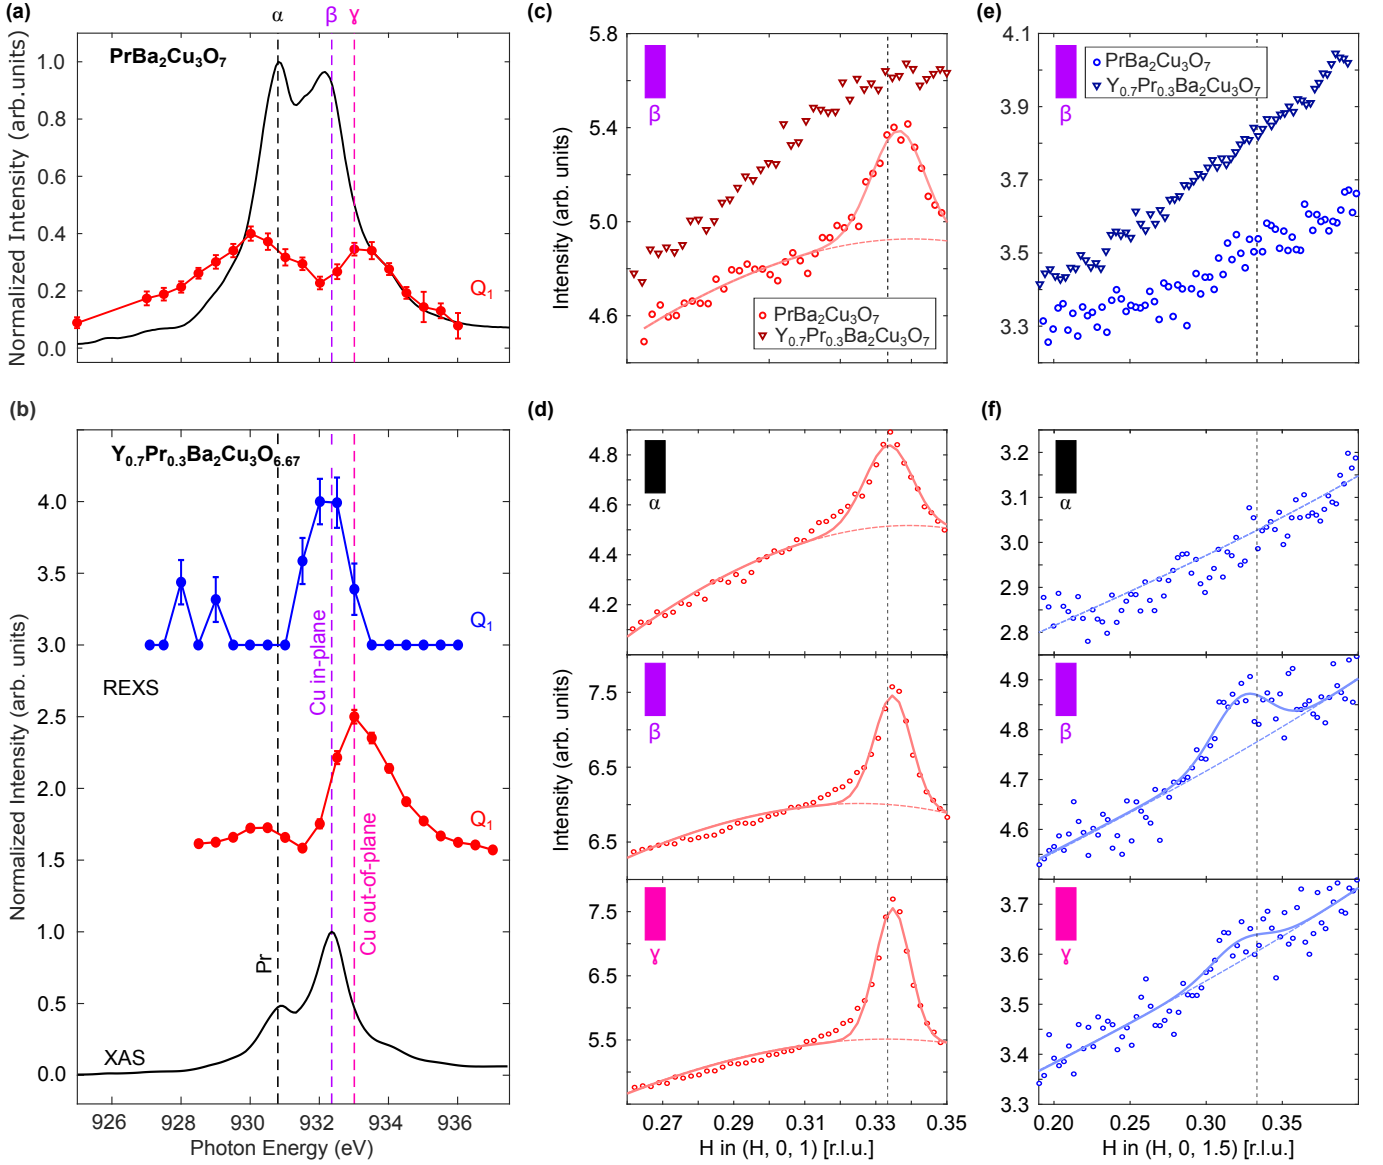 (a)
α
β
γ
PrBa₂Cu₃O₇
Normalized Intensity (arb.units)
1.0
0.8
0.6
0.4
0.2
0.0
Q₁
(b)
Y₀.₇Pr₀.₃Ba₂Cu₃O₆.₆₇
Normalized Intensity (arb. units)
4.0
3.5
3.0
2.5
2.0
1.5
1.0
0.5
0.0
Q₁
REXS
Cu in-plane
Q₁
Cu out-of-plane
Pr
XAS
926
928
930
932
934
936
Photon Energy (eV)
(c)
5.8
5.4
5.0
4.6
Intensity (arb. units)
β
PrBa₂Cu₃O₇
Y₀.₇Pr₀.₃Ba₂Cu₃O₇
(d)
4.8
4.6
4.4
4.2
α
Intensity (arb. units)
7.5
6.5
6.5
β
7.5
6.5
5.5
γ
0.27
0.29
0.31
0.33
0.35
H in (H, 0, 1) [r.l.u.]
(e)
4.1
3.9
3.7
3.5
3.3
β
PrBa₂Cu₃O₇
Y₀.₇Pr₀.₃Ba₂Cu₃O₇
(f)
3.2
3.1
3.0
2.9
2.8
α
4.9
4.8
4.7
4.6
4.5
β
3.7
3.6
3.5
3.4
3.3
γ
0.20
0.25
0.30
0.35
H in (H, 0, 1.5) [r.l.u.]